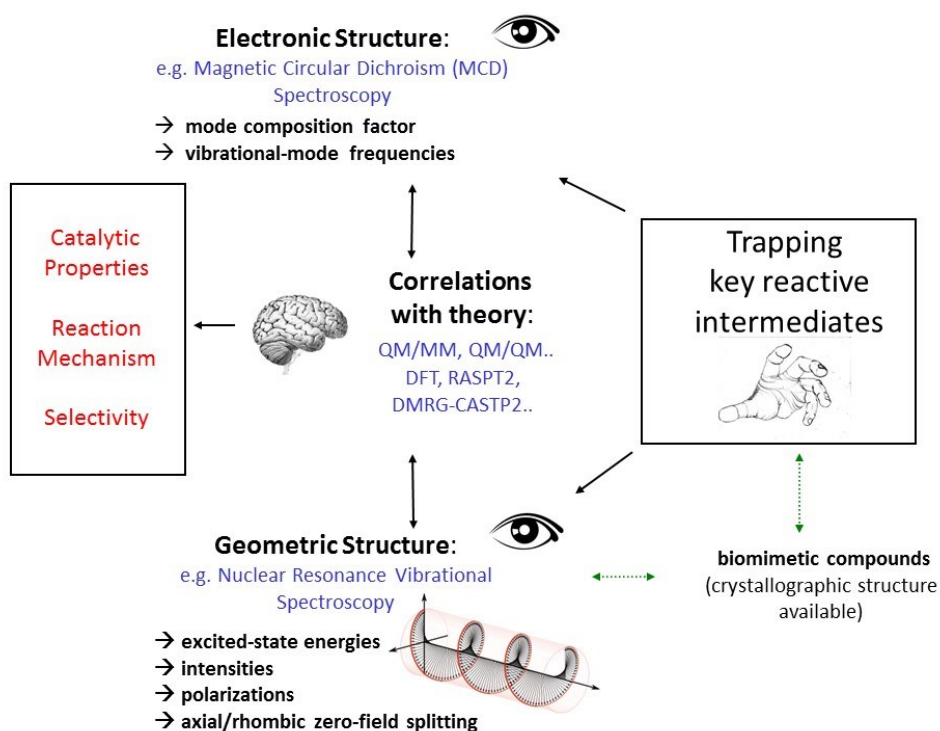 Electronic Structure:
e.g. Magnetic Circular Dichroism (MCD)
Spectroscopy
→ mode composition factor
→ vibrational-mode frequencies
Catalytic
Properties
Reaction
Mechanism
Selectivity
Correlations
with theory:
QM/MM, QM/QM..
DFT, RASPT2,
DMRG-CASTP2..
Trapping
key reactive
intermediates
Geometric Structure:
e.g. Nuclear Resonance Vibrational
Spectroscopy
→ excited-state energies
→ intensities
→ polarizations
→ axial/rhombic zero-field splitting
biomimetic compounds
(crystallographic structure
available)